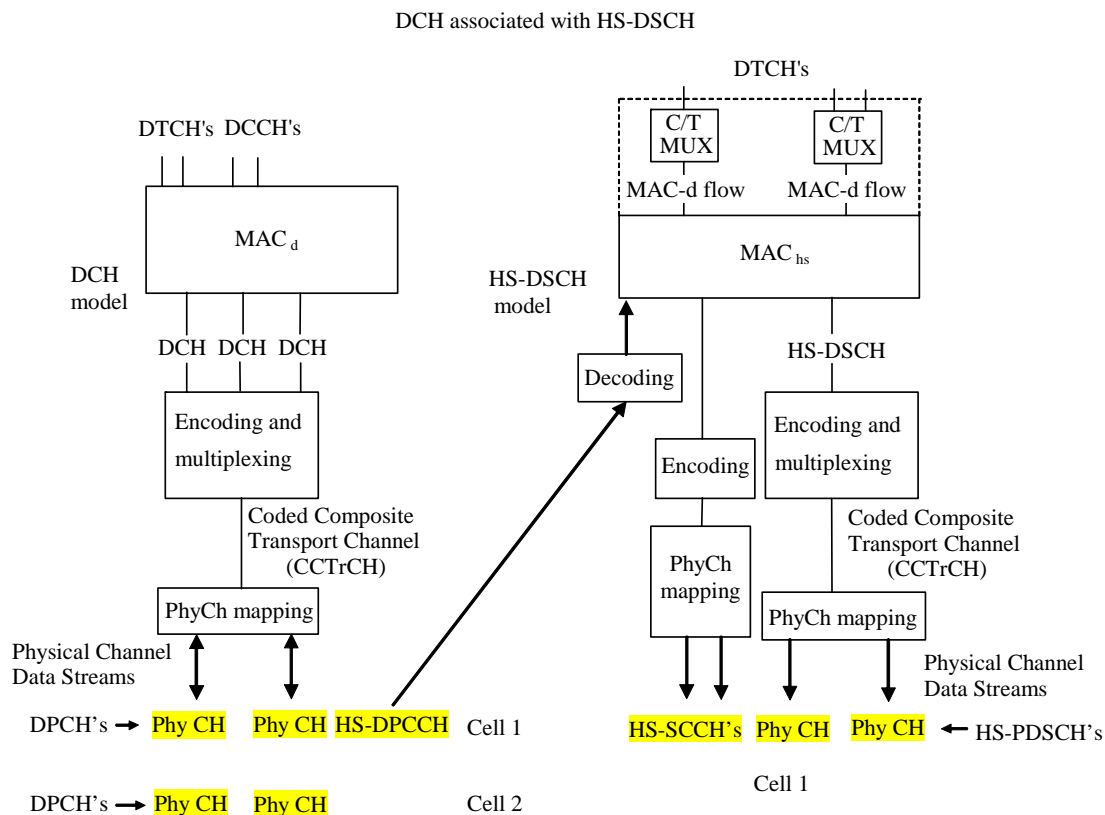 DCH associated with HS-DSCH
DTCH's
DTCH's DCCH's
C/T
MUX
C/T
MUX
MAC-d flow
MAC-d flow
MAC d
MAC hs
DCH
model
HS-DSCH
model
DCH DCH DCH
HS-DSCH
Decoding
Encoding and
multiplexing
Encoding
Encoding and
multiplexing
Coded Composite
Transport Channel
(CCTrCH)
Coded Composite
Transport Channel
(CCTrCH)
PhyCh
mapping
PhyCh mapping
PhyCh mapping
Physical Channel
Data Streams
Physical Channel
Data Streams
DPCH’s Phy CH Phy CH HS-DPCCH Cell 1
HS-SCCH’s Phy CH Phy CH HS-PDSCH’s
Cell 1
DPCH’s Phy CH Phy CH Cell 2